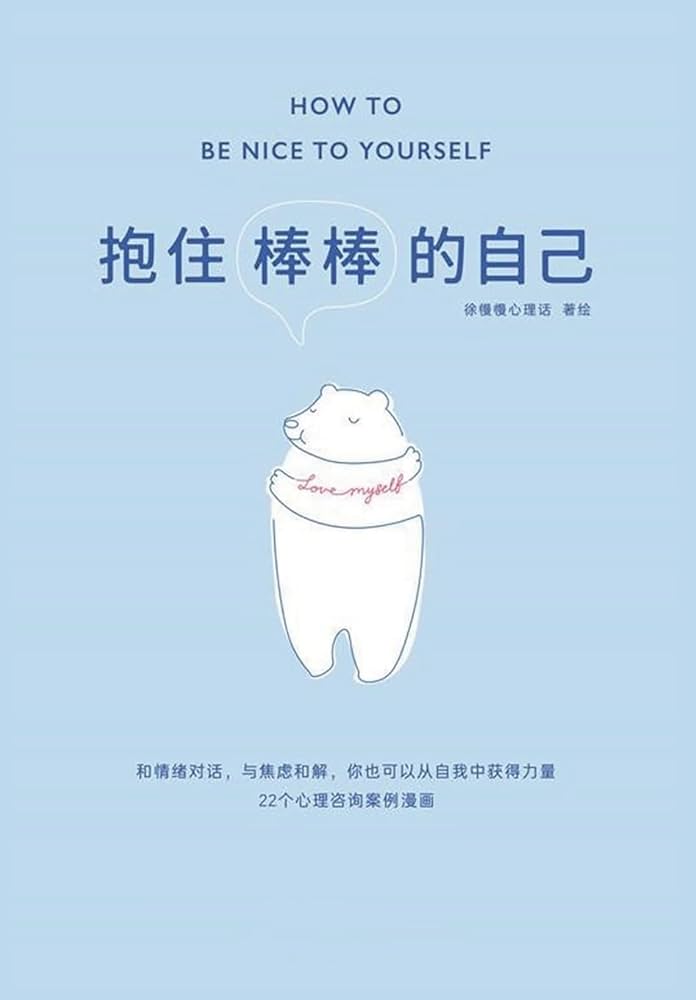 HOW TO
BE NICE TO YOURSELF
抱住棒棒的自己
徐慢慢心理话 著绘
Love myself
和情绪对话，与焦虑和解，你也可以从自我中获得力量
22个心理咨询案例漫画